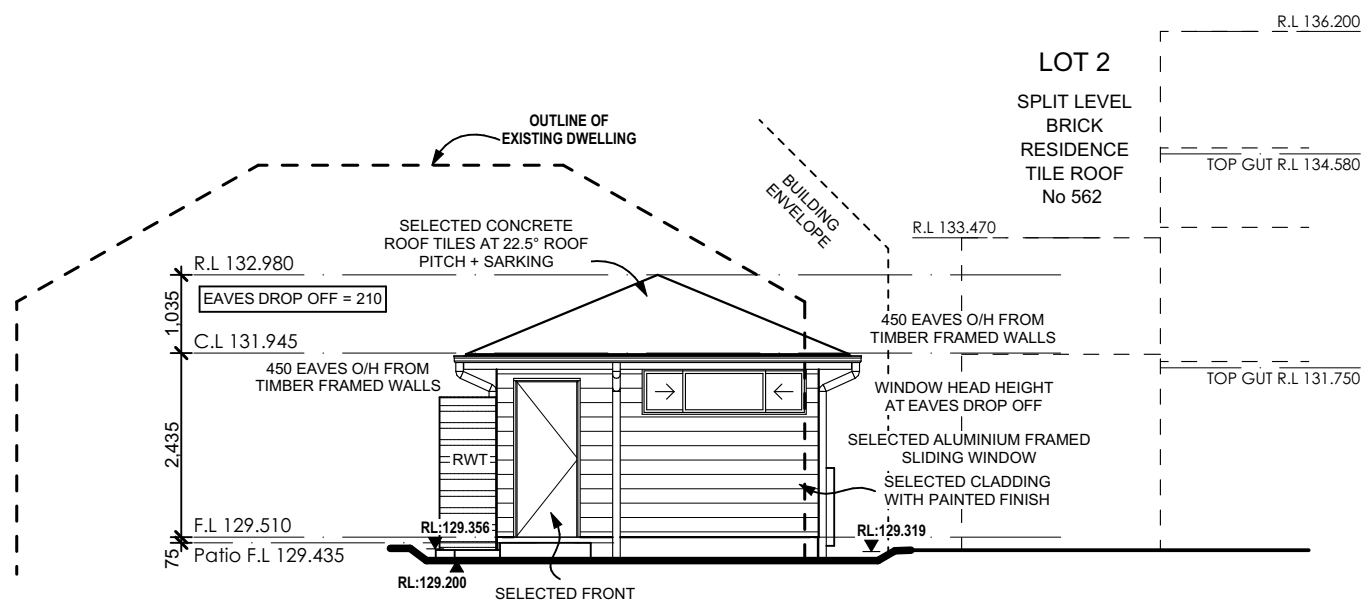 R.L 136.200
LOT 2
SPLIT LEVEL
BRICK
RESIDENCE
TILE ROOF
No 562
TOP GUT R.L 134.580
OUTLINE OF
EXISTING DWELLING
BUILDING
ENVELOPE
SELECTED CONCRETE
ROOF TILES AT 22.5° ROOF
PITCH + SARKING
R.L 133.470
R.L 132.980
EAVES DROP OFF = 210
1,035
C.L 131.945
450 EAVES O/H FROM
TIMBER FRAMED WALLS
450 EAVES O/H FROM
TIMBER FRAMED WALLS
TOP GUT R.L 131.750
WINDOW HEAD HEIGHT
AT EAVES DROP OFF
2,435
SELECTED ALUMINIUM FRAMED
SLIDING WINDOW
RWT
SELECTED CLADDING
WITH PAINTED FINISH
F.L 129.510
RL:129.356
RL:129.319
75
Patio F.L 129.435
RL:129.200
SELECTED FRONT